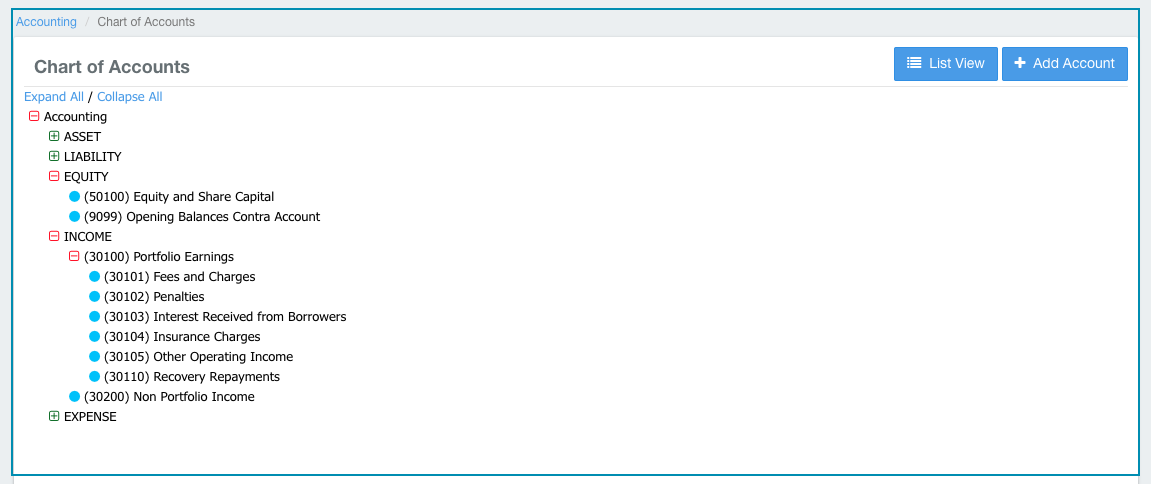 Accounting / Chart of Accounts
Chart of Accounts
List View
Add Account
Expand All / Collapse All
Accounting
ASSET
LIABILITY
EQUITY
(50100) Equity and Share Capital
(9099) Opening Balances Contra Account
INCOME
(30100) Portfolio Earnings
(30101) Fees and Charges
(30102) Penalties
(30103) Interest Received from Borrowers
(30104) Insurance Charges
(30105) Other Operating Income
(30110) Recovery Repayments
(30200) Non Portfolio Income
EXPENSE